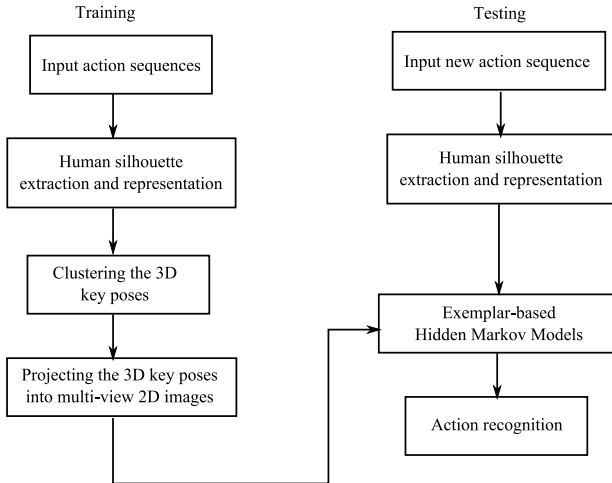 Training
Input action sequences
Human silhouette
extraction and representation
Clustering the 3D
key poses
Projecting the 3D key poses
into multi-view 2D images
Testing
Input new action sequence
Human silhouette
extraction and representation
Exemplar-based
Hidden Markov Models
Action recognition